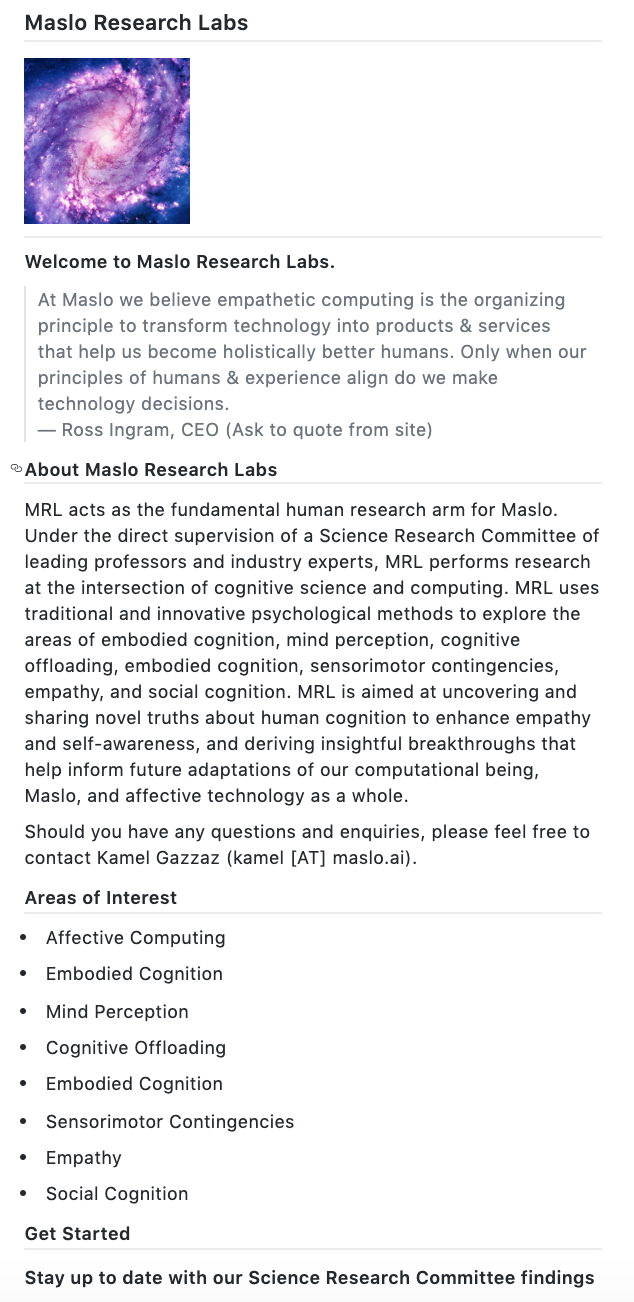 Maslo Research Labs
Welcome to Maslo Research Labs.
At Maslo we believe empathetic computing is the organizing
principle to transform technology into products & services
that help us become holistically better humans. Only when our
principles of humans & experience align do we make
technology decisions.
— Ross Ingram, CEO (Ask to quote from site)
About Maslo Research Labs
MRL acts as the fundamental human research arm for Maslo.
Under the direct supervision of a Science Research Committee of
leading professors and industry experts, MRL performs research
at the intersection of cognitive science and computing. MRL uses
traditional and innovative psychological methods to explore the
areas of embodied cognition, mind perception, cognitive
offloading, embodied cognition, sensorimotor contingencies,
empathy, and social cognition. MRL is aimed at uncovering and
sharing novel truths about human cognition to enhance empathy
and self-awareness, and deriving insightful breakthroughs that
help inform future adaptations of our computational being,
Maslo, and affective technology as a whole.
Should you have any questions and enquiries, please feel free to
contact Kamel Gazzaz (kamel [AT] maslo.ai).
Areas of Interest
• Affective Computing
• Embodied Cognition
• Mind Perception
• Cognitive Offloading
• Embodied Cognition
• Sensorimotor Contingencies
• Empathy
• Social Cognition
Get Started
Stay up to date with our Science Research Committee findings